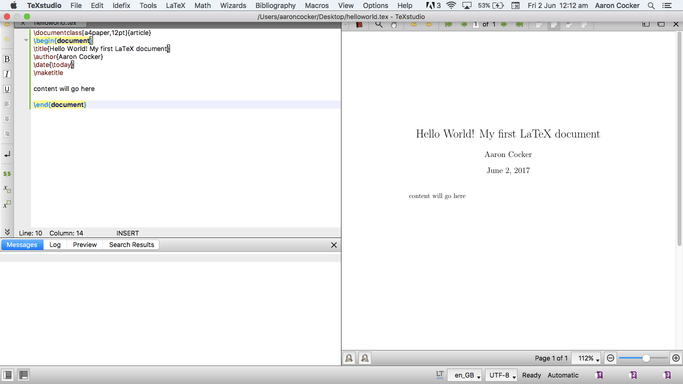 TeXstudio File Edit Idefix Tools LaTeX Math Wizards Bibliography Macros View Options Help 3 53% Fri 2 Jun 12:12 am Aaron Cocker
/Users/aaroncocker/Desktop/helloworld.tex - TeXstudio
helloworld.tex
1 of 1
\documentclass[a4paper,12pt]{article}
\begin{document}
\title{Hello World! My first LaTeX document}
\author{Aaron Cocker}
\date{\today}
\maketitle
content will go here
\end{document}
Line: 10 Column: 14 INSERT
Messages Log Preview Search Results
Hello World! My first LaTeX document
Aaron Cocker
June 2, 2017
content will go here
Page 1 of 1 112%
LT en_GB UTF-8 Ready Automatic